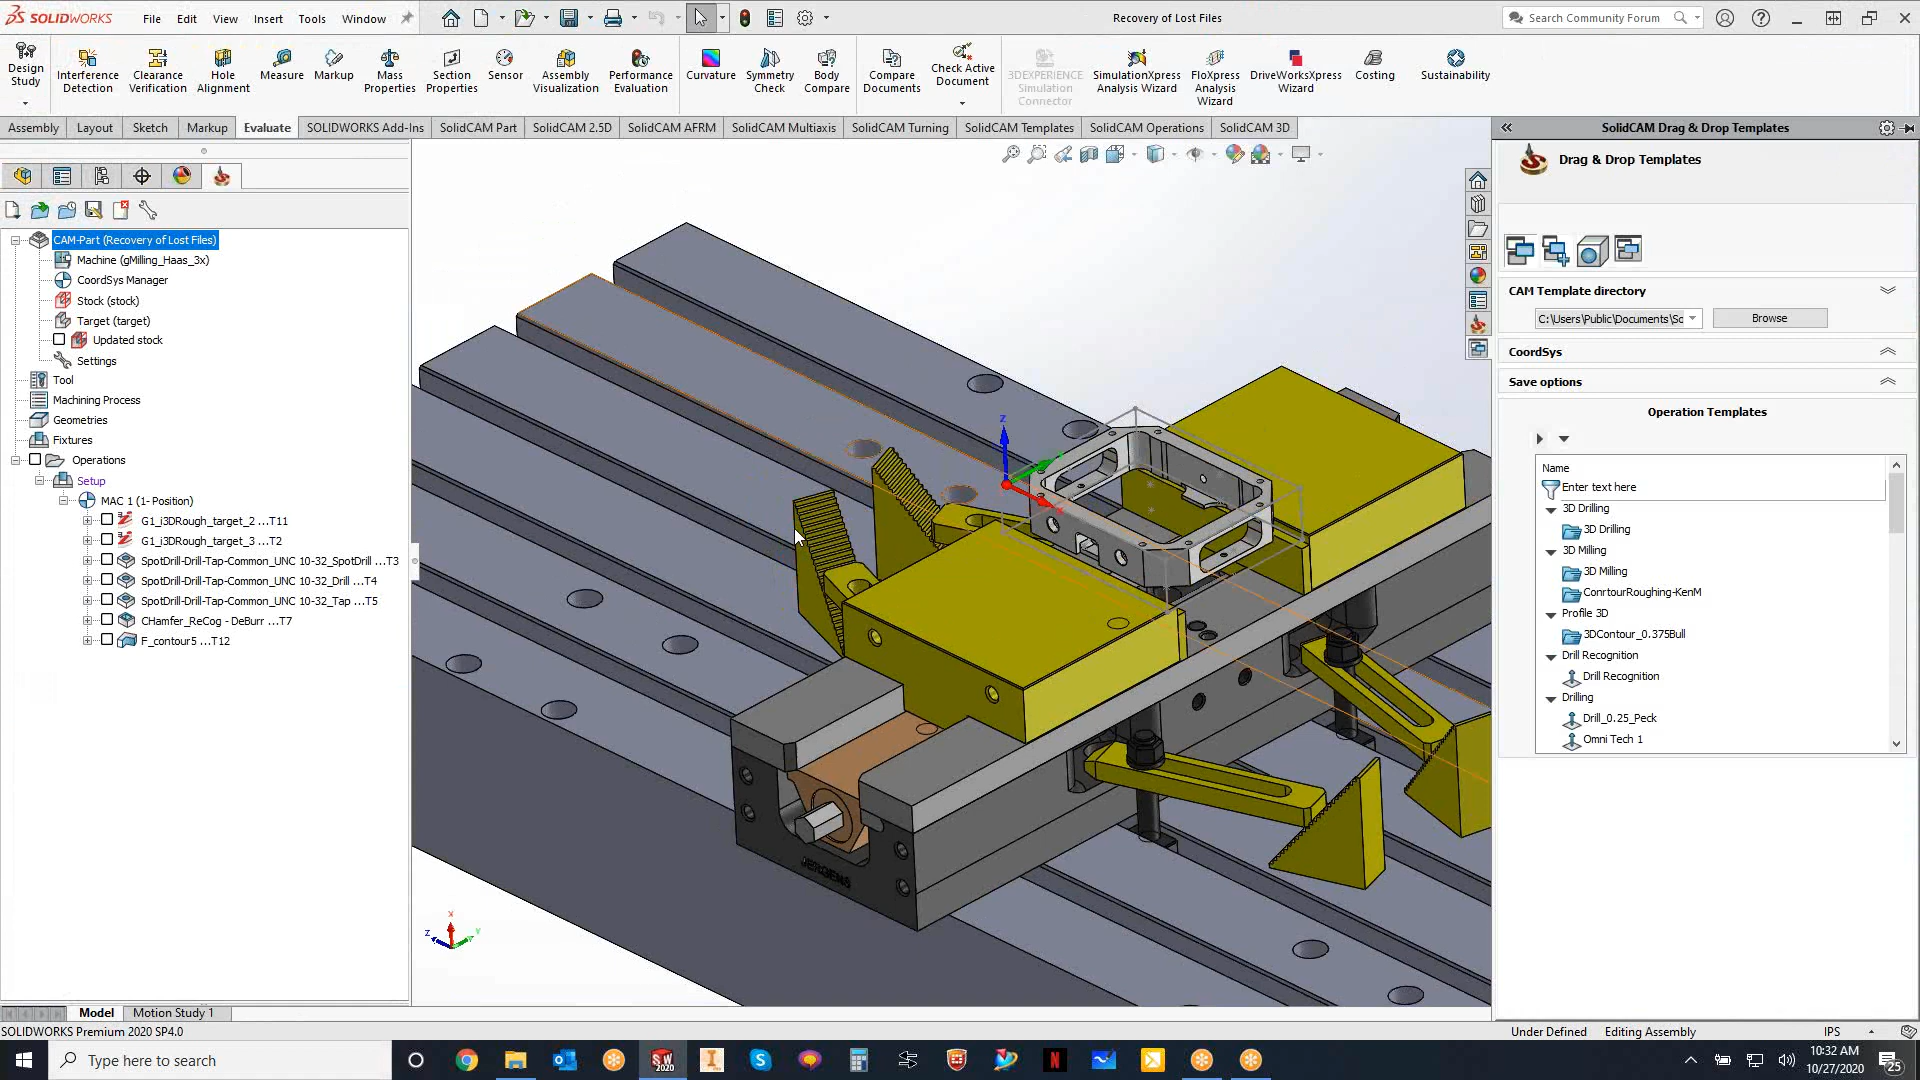 SOLIDWORKS File Edit View Insert Tools Window Recovery of Lost Files Search Community Forum
Design Study
Interference Detection
Clearance Verification
Hole Alignment
Measure
Markup
Mass Properties
Section Properties
Sensor
Assembly Visualization
Performance Evaluation
Curvature
Symmetry Check
Body Compare
Compare Documents
Check Active Document
3DEXPERIENCE Simulation Connector
SimulationXpress Analysis Wizard
FloXpress Analysis Wizard
DriveWorksXpress Wizard
Costing
Sustainability
Assembly Layout Sketch Markup Evaluate SOLIDWORKS Add-Ins SolidCAM Part SolidCAM 2.5D SolidCAM AFRM SolidCAM Multiaxis SolidCAM Turning SolidCAM Templates SolidCAM Operations SolidCAM 3D
CAM-Part (Recovery of Lost Files)
Machine (gMilling_Haas_3x)
CoordSys Manager
Stock (stock)
Target (target)
Updated stock
Settings
Tool
Machining Process
Geometries
Fixtures
Operations
Setup
MAC 1 (1- Position)
G1_i3DRough_target_2 ...T11
G1_i3DRough_target_3 ...T2
SpotDrill-Drill-Tap-Common_UNC 10-32_SpotDrill ...T3
SpotDrill-Drill-Tap-Common_UNC 10-32_Drill ...T4
SpotDrill-Drill-Tap-Common_UNC 10-32_Tap ...T5
CHamfer_ReCog - DeBurr ...T7
F_contour5 ...T12
Z
X
JERGENS
X
Z
Y
SolidCAM Drag & Drop Templates
Drag & Drop Templates
CAM Template directory
C:\Users\Public\Documents\Sc Browse
CoordSys
Save options
Operation Templates
Name
Enter text here
3D Drilling
3D Drilling
3D Milling
3D Milling
ConrtourRoughing-KenM
Profile 3D
3DContour_0.375Bull
Drill Recognition
Drill Recognition
Drilling
Drill_0.25_Peck
Omni Tech 1
Model Motion Study 1
SOLIDWORKS Premium 2020 SP4.0 Under Defined Editing Assembly IPS
Type here to search
SW
2020
10:32 AM
10/27/2020
25